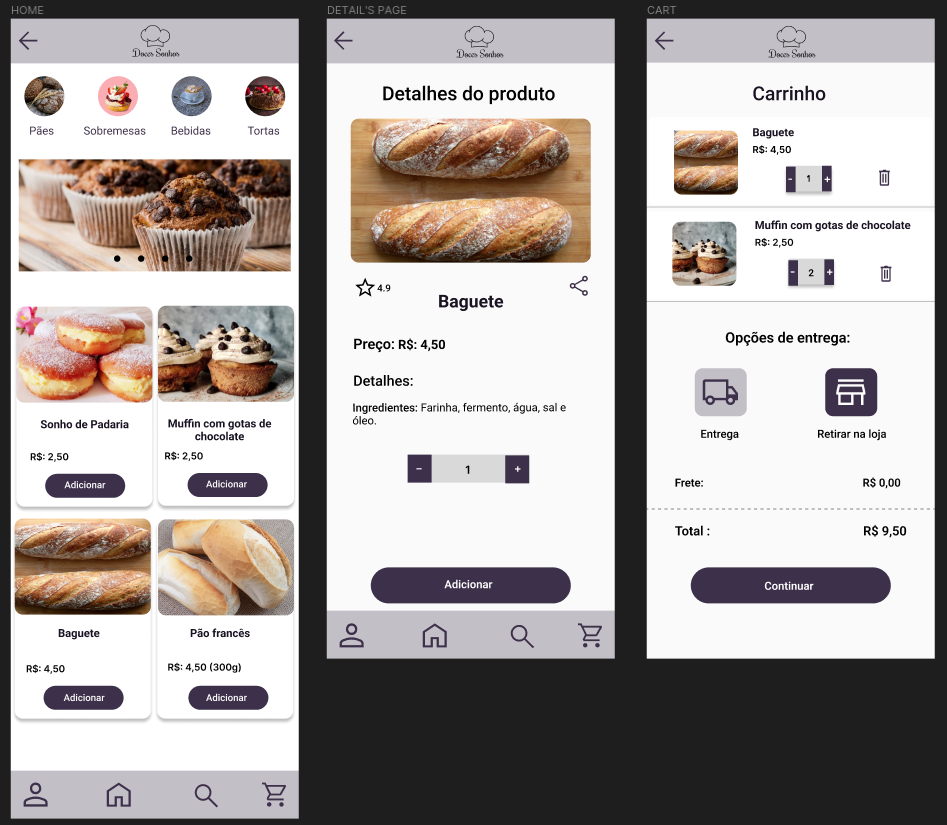 HOME
Doces Sonhos
Pães
Sobremesas
Bebidas
Tortas
Sonho de Padaria
R$: 2,50
Adicionar
Muffin com gotas de
chocolate
R$: 2,50
Adicionar
Baguete
R$: 4,50
Adicionar
Pão francês
R$: 4,50 (300g)
Adicionar
DETAIL'S PAGE
Doces Sonhos
Detalhes do produto
4.9
Baguete
Preço: R$: 4,50
Detalhes:
Ingredientes: Farinha, fermento, água, sal e
óleo.
- 1 +
Adicionar
CART
Doces Sonhos
Carrinho
Baguete
R$: 4,50
- 1 +
Muffin com gotas de chocolate
R$: 2,50
- 2 +
Opções de entrega:
Entrega
Retirar na loja
Frete: R$ 0,00
Total : R$ 9,50
Continuar